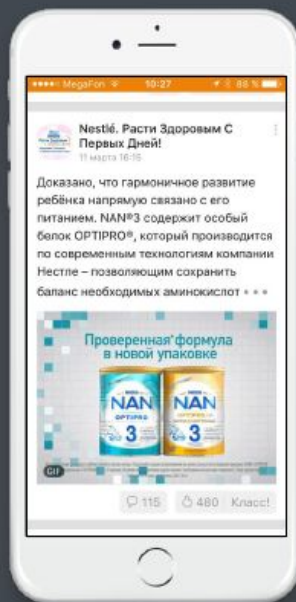 MegaFon 10:27 88 %
Nestlé. Расти Здоровым С
Первых Дней!
11 марта 16:15
Доказано, что гармоничное развитие
ребёнка напрямую связано с его
питанием. NAN®3 содержит особый
белок OPTIPRO®, который производится
по современным технологиям компании
Нестле – позволяющим сохранить
баланс необходимых аминокислот • • •
Проверенная* формула
в новой упаковке
NAN
OPTIPRO
3
NAN
3
GIF
115 480 Класс!